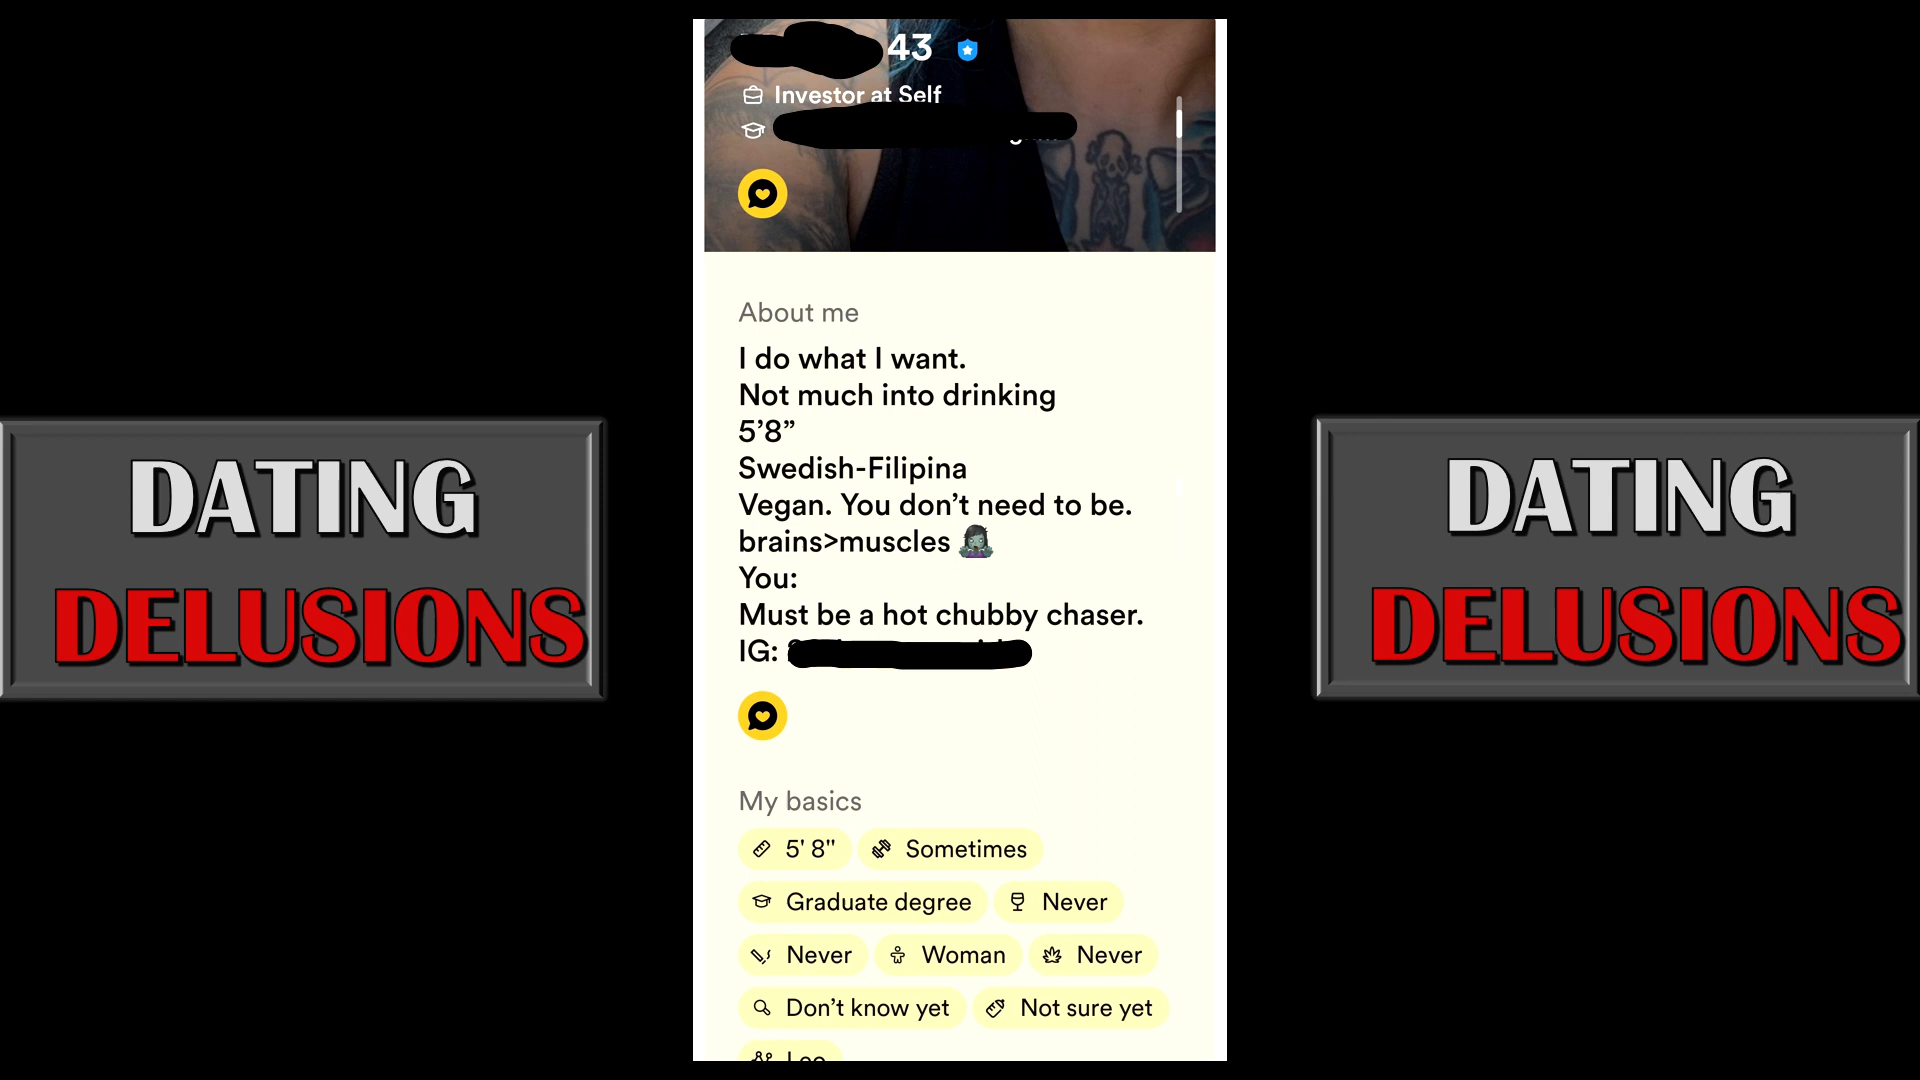 43
Investor at Self
About me
I do what I want.
Not much into drinking
5’8”
Swedish-Filipina
Vegan. You don’t need to be.
brains>muscles
You:
Must be a hot chubby chaser.
IG:
My basics
5' 8"
Sometimes
Graduate degree
Never
Never
Woman
Never
Don’t know yet
Not sure yet
Leo
DATING
DELUSIONS
DATING
DELUSIONS